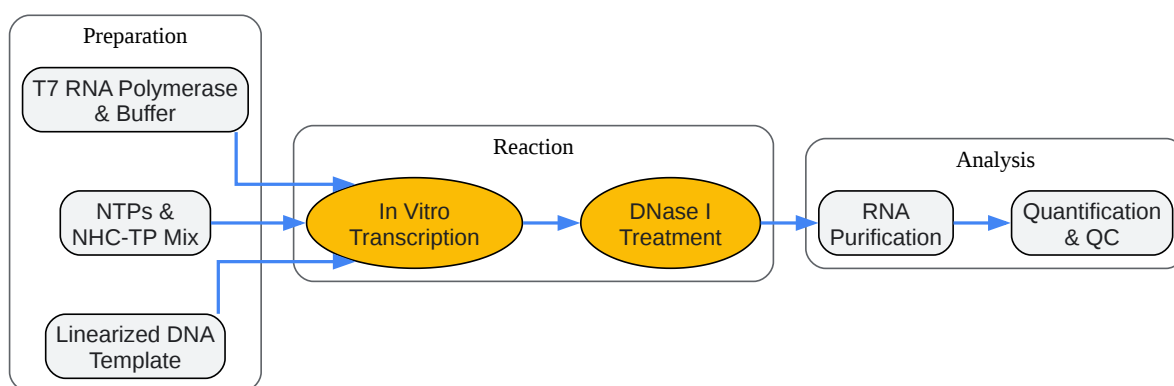 Preparation
T7 RNA Polymerase
& Buffer
NTPs &
NHC-TP Mix
Linearized DNA
Template
Reaction
In Vitro
Transcription
DNase I
Treatment
Analysis
RNA
Purification
Quantification
& QC